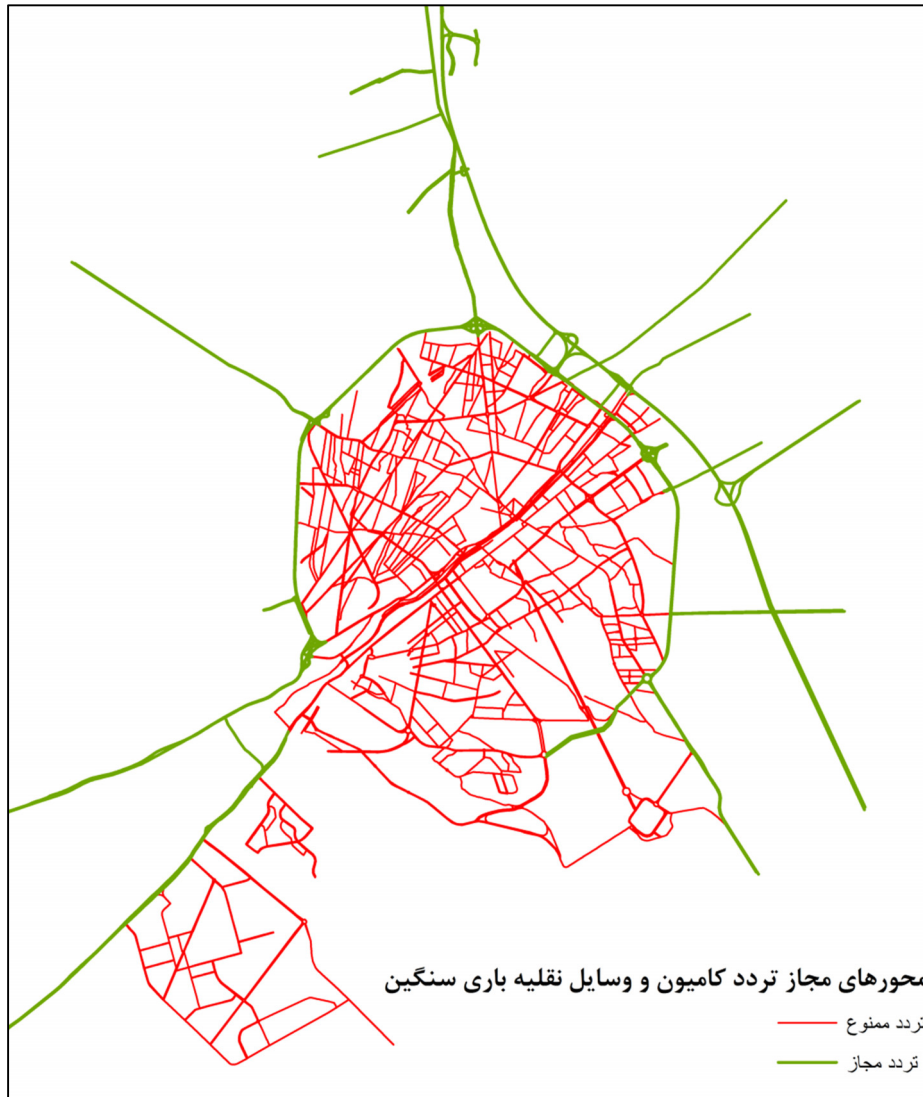 محورهای مجاز تردد کامیون و وسایل نقلیه باری سنگین
تردد ممنوع
تردد مجاز